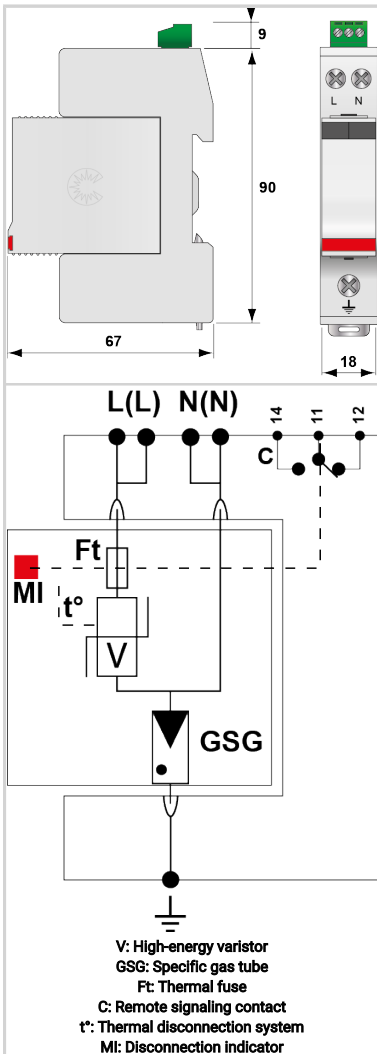 9
L N
90
67
18
L(L) N(N)
14 11 12
C
Ft
MI
t°
V
GSG
V: High-energy varistor
GSG: Specific gas tube
Ft: Thermal fuse
C: Remote signaling contact
t°: Thermal disconnection system
MI: Disconnection indicator